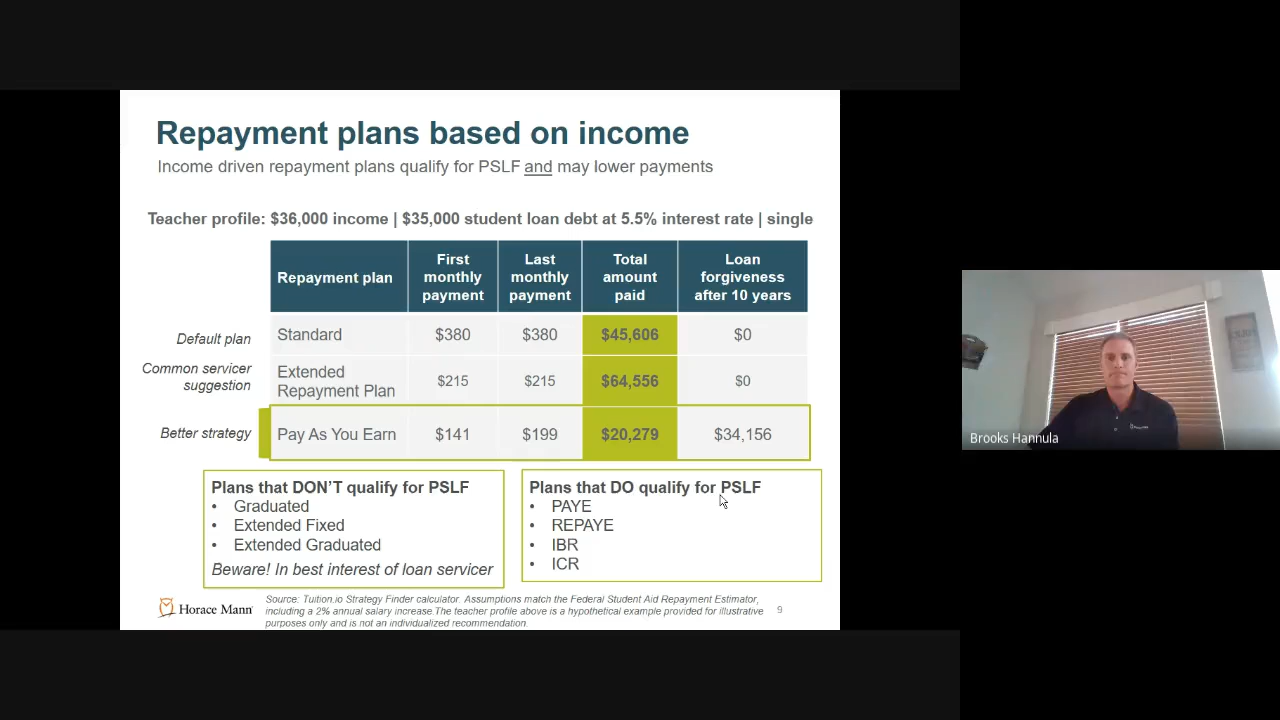 Repayment plans based on income
Income driven repayment plans qualify for PSLF and may lower payments
Teacher profile: $36,000 income | $35,000 student loan debt at 5.5% interest rate | single
Repayment plan
First
monthly
payment
Last
monthly
payment
Total
amount
paid
Loan
forgiveness
after 10 years
Default plan
Standard
$380
$380
$45,606
$0
Common servicer
suggestion
Extended
Repayment Plan
$215
$215
$64,556
$0
Better strategy
Pay As You Earn
$141
$199
$20,279
$34,156
Plans that DON'T qualify for PSLF
• Graduated
• Extended Fixed
• Extended Graduated
Beware! In best interest of loan servicer
Plans that DO qualify for PSLF
• PAYE
• REPAYE
• IBR
• ICR
Horace Mann
Source: Tuition.io Strategy Finder calculator. Assumptions match the Federal Student Aid Repayment Estimator,
including a 2% annual salary increase.The teacher profile above is a hypothetical example provided for illustrative
purposes only and is not an individualized recommendation.
9
Brooks Hannula